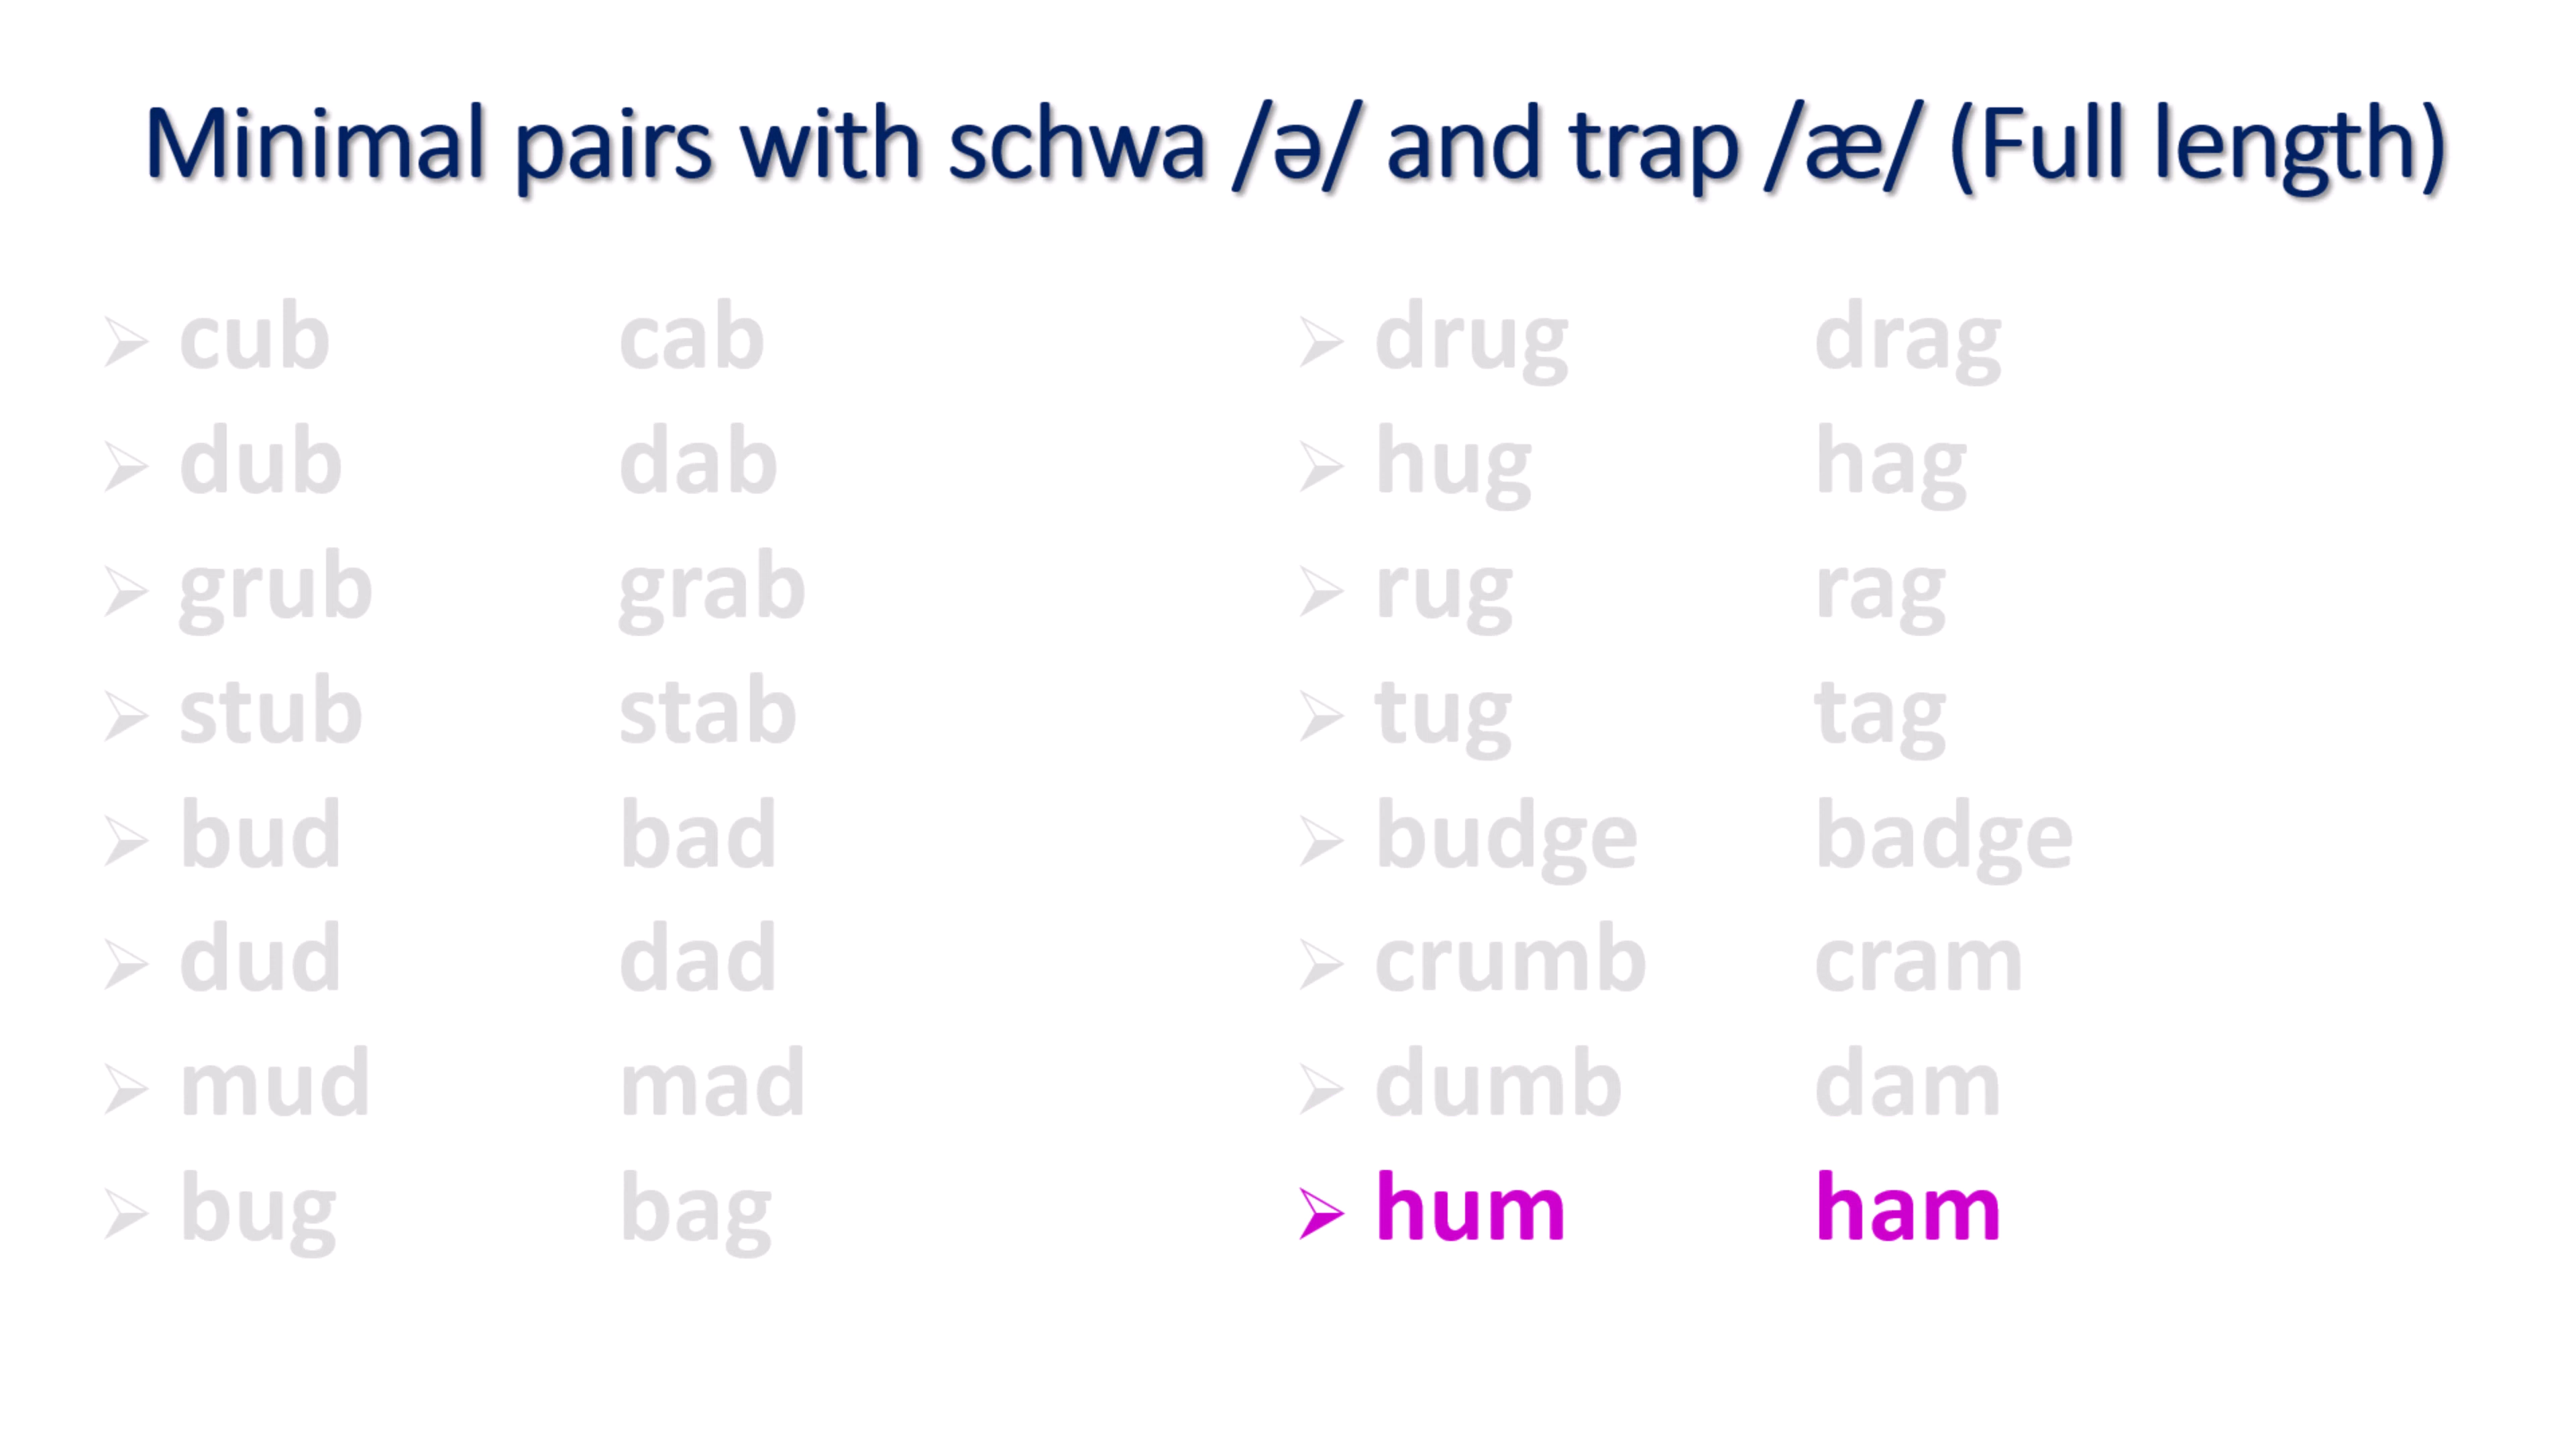 Minimal pairs with schwa /ə/ and trap /æ/ (Full length)
➢ cub cab
➢ dub dab
➢ grub grab
➢ stub stab
➢ bud bad
➢ dud dad
➢ mud mad
➢ bug bag
➢ drug drag
➢ hug hag
➢ rug rag
➢ tug tag
➢ budge badge
➢ crumb cram
➢ dumb dam
➢ hum ham